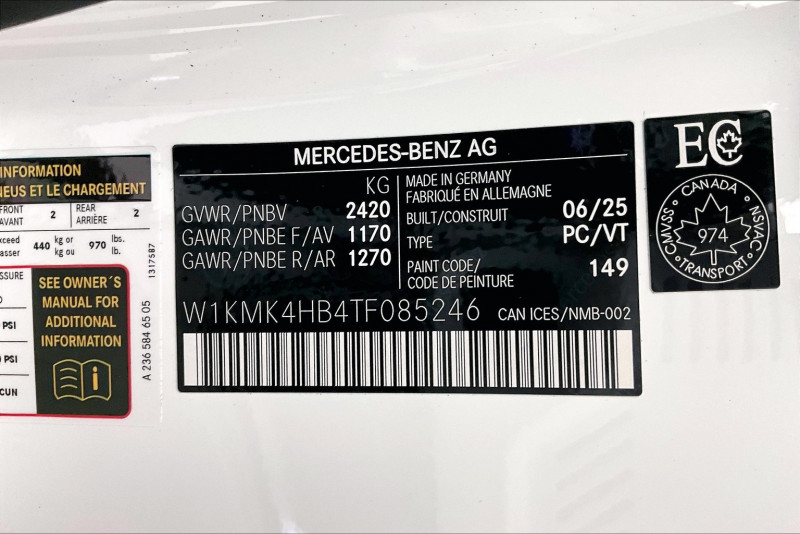 INFORMATION
NEUS ET LE CHARGEMENT
FRONT
AVANT
2
REAR
ARRIÈRE
2
440 kg or
kg ou
970 lbs.
lb.
PSI
PSI
SEE OWNER´S
MANUAL FOR
ADDITIONAL
INFORMATION
i
1317587
A 236 584 65 05
MERCEDES-BENZ AG
KG
GVWR/PNBV 2420
GAWR/PNBE F/AV 1170
GAWR/PNBE R/AR 1270
MADE IN GERMANY
FABRIQUÉ EN ALLEMAGNE
BUILT/CONSTRUIT 06/25
TYPE PC/VT
PAINT CODE/
CODE DE PEINTURE 149
W1KMK4HB4TF085246 CAN ICES/NMB-002
EC
CANADA
CMVSS
974
NSVAC
TRANSPORT